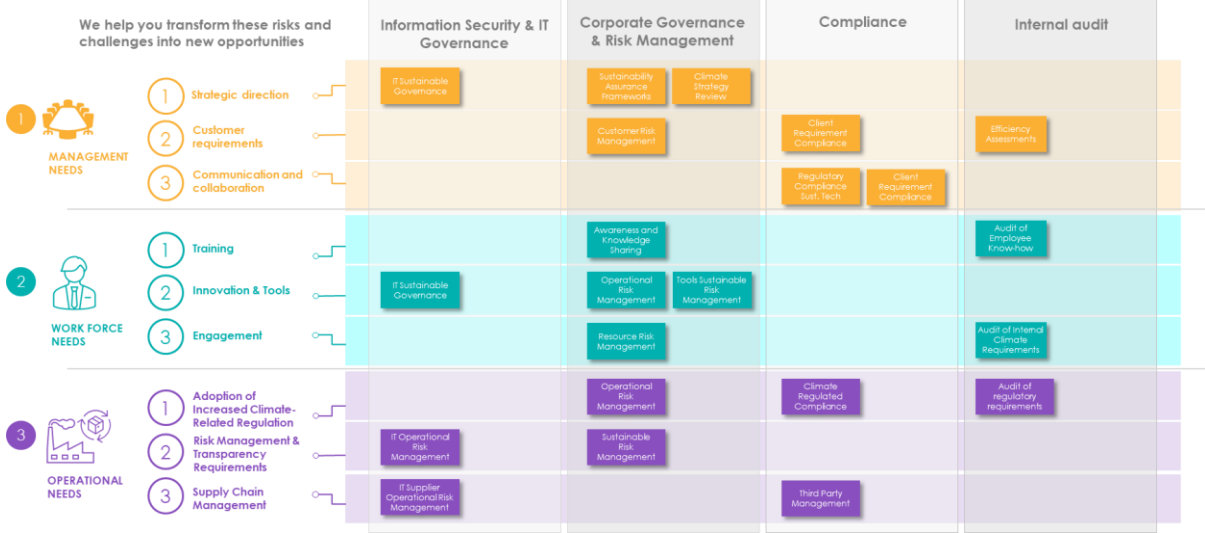 We help you transform these risks and
challenges into new opportunities
Information Security & IT
Governance
Corporate Governance
& Risk Management
Compliance
Internal audit
1
MANAGEMENT
NEEDS
1
Strategic direction
IT Sustainable
Governance
Sustainability
Assurance
Frameworks
Climate
Strategy
Review
2
Customer
requirements
Customer Risk
Management
Client
Requirement
Compliance
Efficiency
Assessments
3
Communication and
collaboration
Regulatory
Compliance
Sust. Tech
Client
Requirement
Compliance
2
WORK FORCE
NEEDS
1
Training
Awareness and
Knowledge
Sharing
Audit of
Employee
Know-how
2
Innovation & Tools
IT Sustainable
Governance
Operational
Risk
Management
Tools Sustainable
Risk
Management
3
Engagement
Resource Risk
Management
Audit of Internal
Climate
Requirements
3
OPERATIONAL
NEEDS
1
Adoption of
Increased Climate-
Related Regulation
Operational
Risk
Management
Climate
Regulated
Compliance
Audit of
regulatory
requirements
2
Risk Management &
Transparency
Requirements
IT Operational
Risk
Management
Sustainable
Risk
Management
3
Supply Chain
Management
IT Supplier
Operational Risk
Management
Third Party
Management